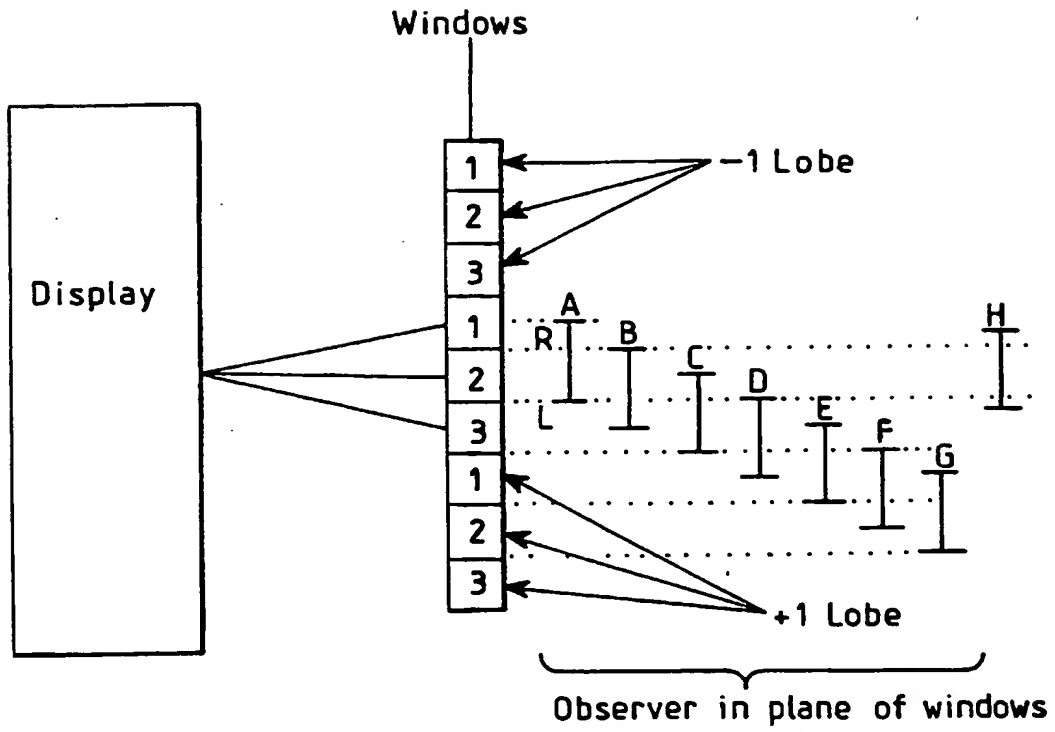 Windows
1
-1 Lobe
2
3
Display
A
H
1
R
B
C
2
D
L
E
3
F
G
1
2
3
+1 Lobe
Observer in plane of windows